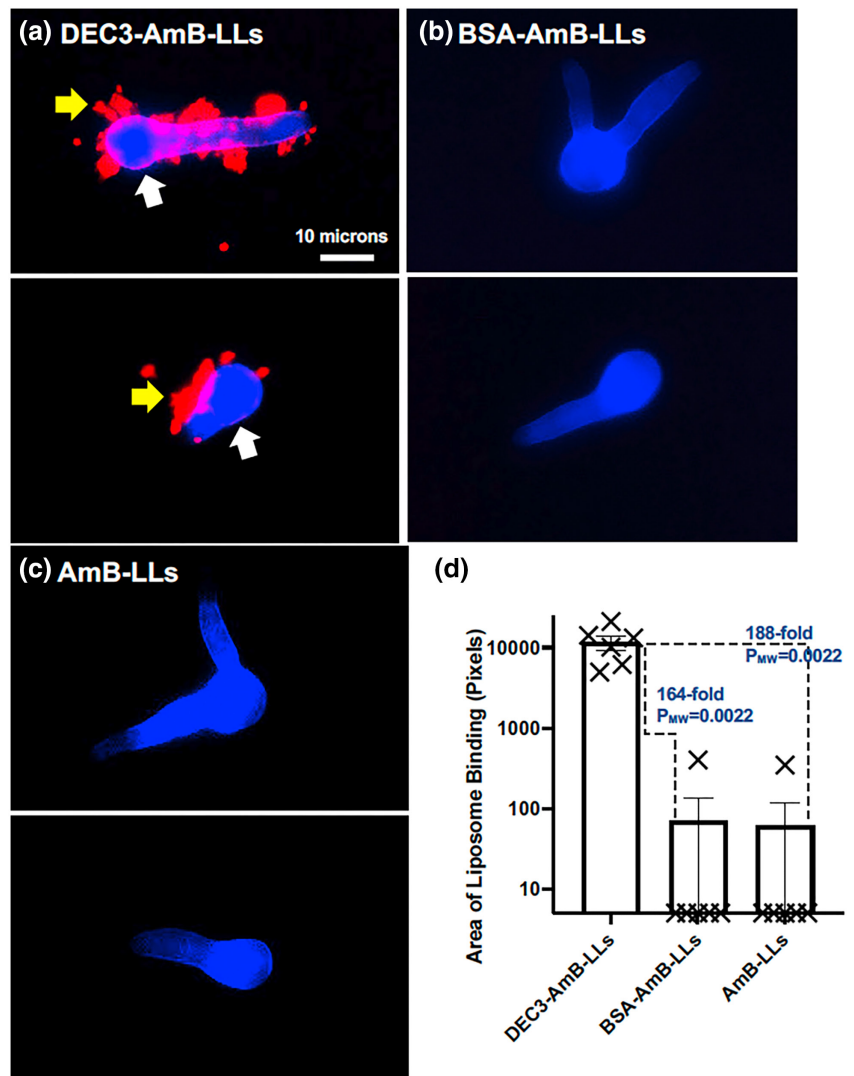 (a) DEC3-AmB-LLs
10 microns
(b) BSA-AmB-LLs
(c) AmB-LLs
(d)
Area of Liposome Binding (Pixels)
10000
1000
100
10
188-fold
PMW=0.0022
164-fold
PMW=0.0022
DEC3-AmB-LLs
BSA-AmB-LLs
AmB-LLs